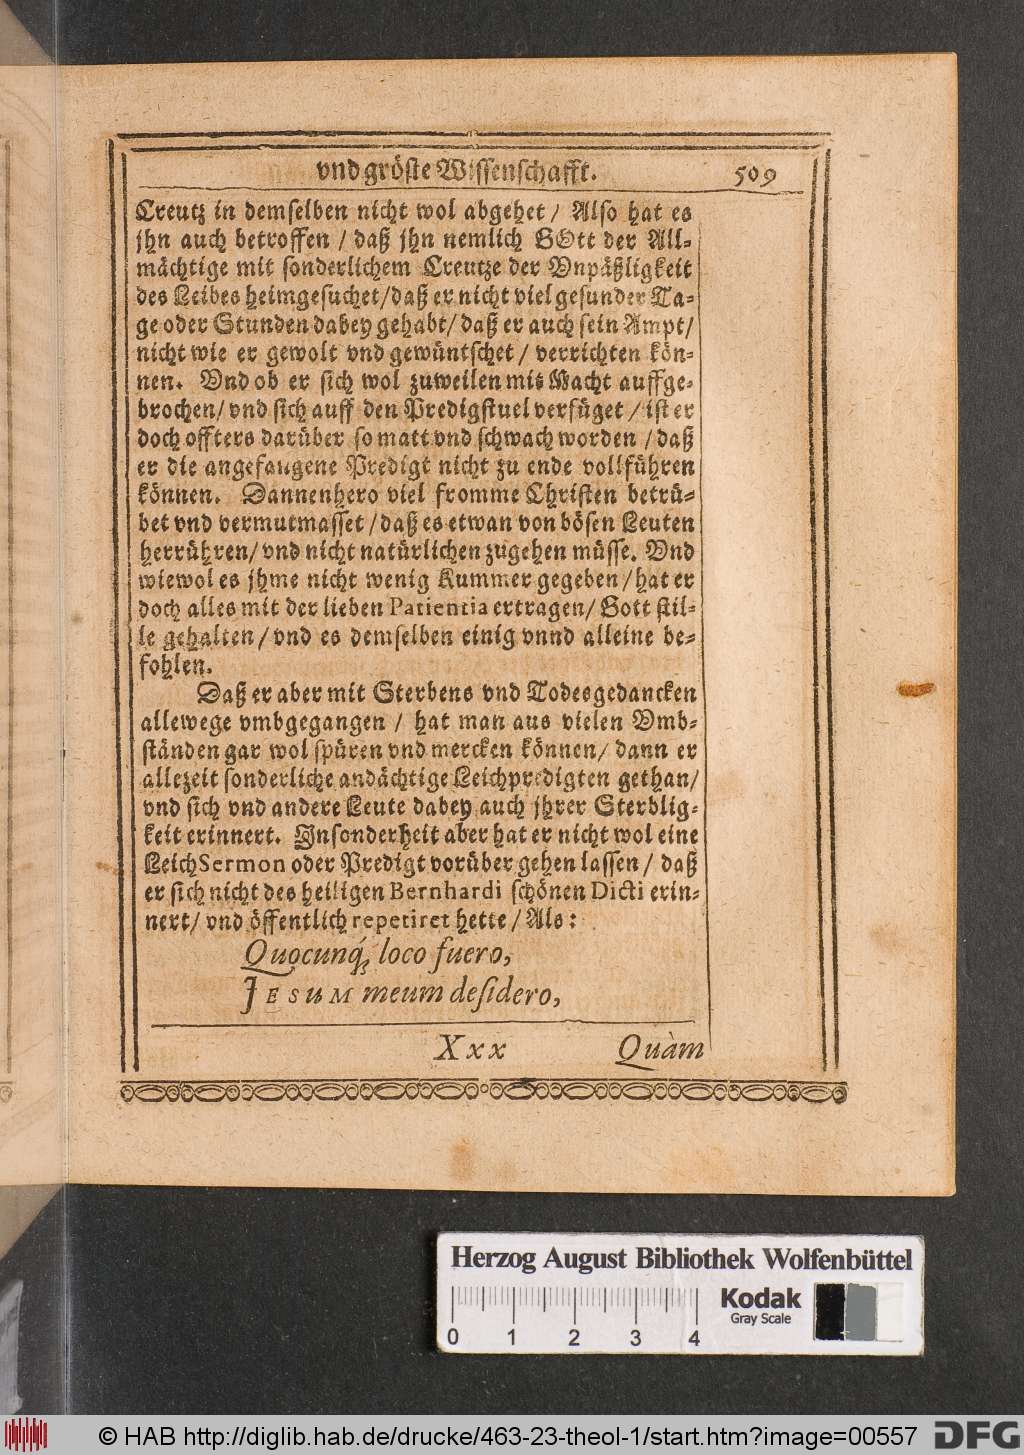 vnd gröste Wissenschafft. 509
Creutz in demselben nicht wol abgehet / Also hat es
jhn auch betroffen / daß jhn nemlich GOtt der All-
mächtige mit sonderlichem Creutze der Vnpäßligkeit
des Leibes heimgesuchet / daß er nicht viel gesunder Ta-
ge oder Stunden dabey gehabt / daß er auch sein Ampt /
nicht wie er gewolt vnd gewüntschet / verrichten kön-
nen. Vnd ob er sich wol zuweilen mit Macht auffge-
brochen / vnd sich auff den Predigstuel verfüget / ist er
doch offters darüber so matt vnd schwach worden / daß
er die angefangene Predigt nicht zu ende vollführen
können. Dannenhero viel fromme Christen betrü-
bet vnd vermutmasset / daß es etwan von bösen Leuten
herrühren / vnd nicht natürlichen zugehen müsse. Vnd
wiewol es jhme nicht wenig Kummer gegeben / hat er
doch alles mit der lieben Patientia ertragen / Gott stil-
le gehalten / vnd es demselben einig vnnd alleine be-
fohlen.
Daß er aber mit Sterbens vnd Todesgedancken
allewege vmbgegangen / hat man aus vielen Vmb-
ständen gar wol spüren vnd mercken können / dann er
allezeit sonderliche andächtige Leichpredigten gethan /
vnd sich vnd andere Leute dabey auch jhrer Sterblig-
keit erinnert. Insonderheit aber hat er nicht wol eine
LeichSermon oder Predigt vorüber gehen lassen / daß
er sich nicht des heiligen Bernhardi schönen Dicti erin-
nert / vnd öffentlich repetiret hette / Als:
Quocunq́; loco fuero,
JESUM meum desidero,
Xxx Quàm
Herzog August Bibliothek Wolfenbüttel
0 1 2 3 4
Kodak
Gray Scale
© HAB http://diglib.hab.de/drucke/463-23-theol-1/start.htm?image=00557
DFG